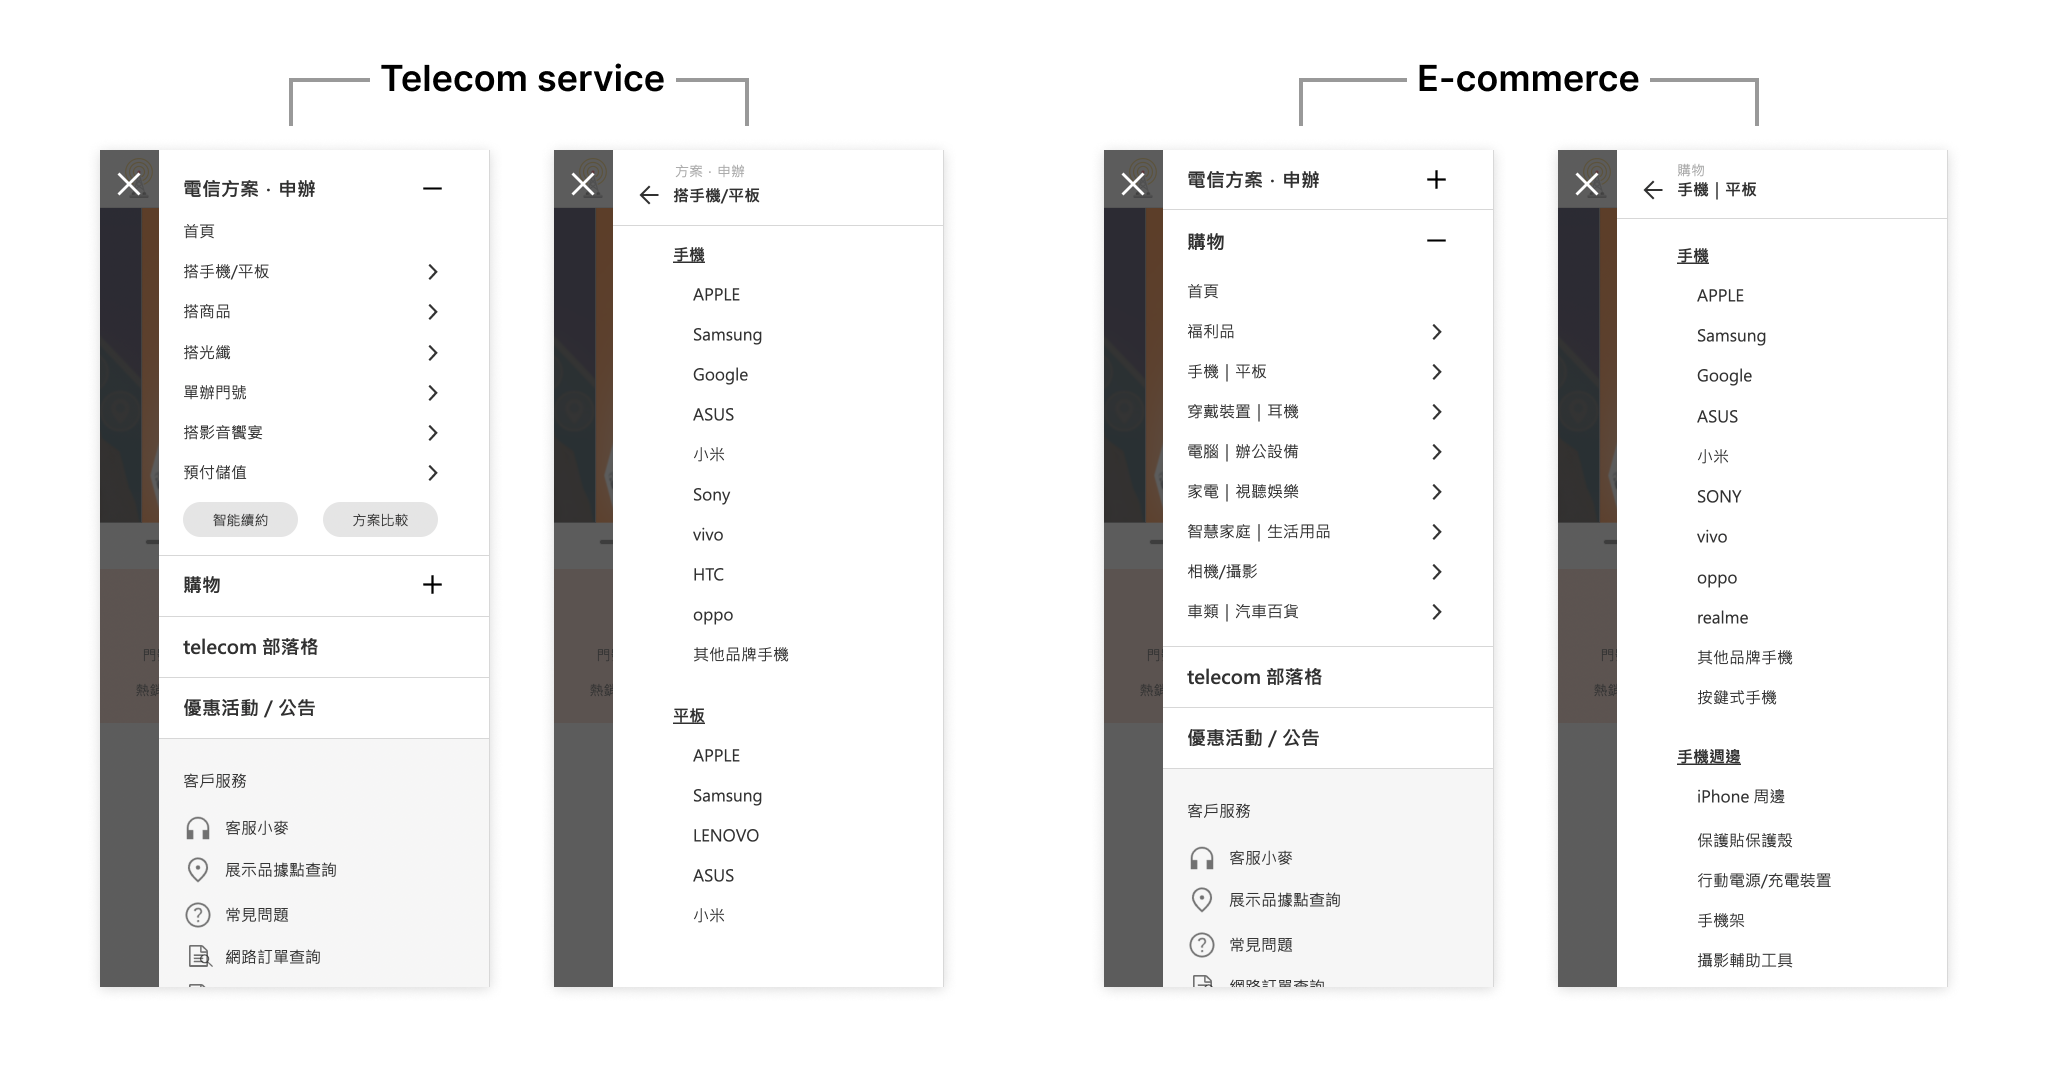 Telecom service
電信方案 · 申辦
首頁
搭手機/平板
搭商品
搭光纖
單辦門號
搭影音饗宴
預付儲值
智能續約
方案比較
購物
telecom 部落格
優惠活動 / 公告
客戶服務
客服小麥
展示品據點查詢
常見問題
網路訂單查詢
方案 · 申辦
搭手機/平板
手機
APPLE
Samsung
Google
ASUS
小米
Sony
vivo
HTC
oppo
其他品牌手機
平板
APPLE
Samsung
LENOVO
ASUS
小米
E-commerce
電信方案 · 申辦
購物
首頁
福利品
手機 | 平板
穿戴裝置 | 耳機
電腦 | 辦公設備
家電 | 視聽娛樂
智慧家庭 | 生活用品
相機/攝影
車類 | 汽車百貨
telecom 部落格
優惠活動 / 公告
客戶服務
客服小麥
展示品據點查詢
常見問題
網路訂單查詢
購物
手機 | 平板
手機
APPLE
Samsung
Google
ASUS
小米
SONY
vivo
oppo
realme
其他品牌手機
按鍵式手機
手機週邊
iPhone 周邊
保護貼保護殼
行動電源/充電裝置
手機架
攝影輔助工具